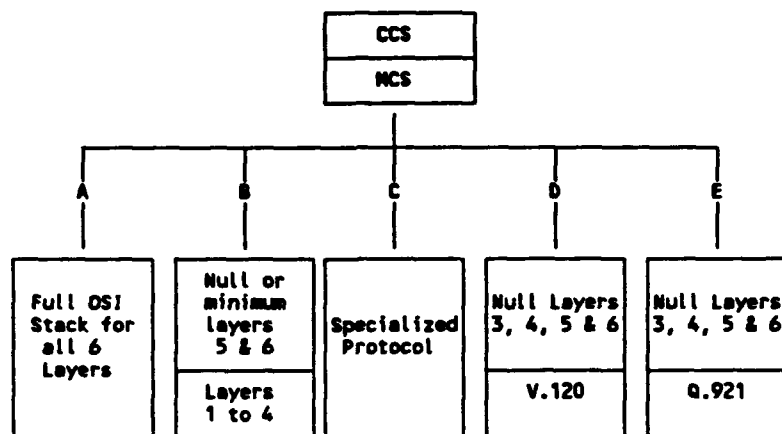 CCS
MCS
A
B
C
D
E
Full OSI
Stack for
all 6
Layers
Null or
minimum
layers
5 & 6
Layers
1 to 4
Specialized
Protocol
Null Layers
3, 4, 5 & 6
V.120
Null Layers
3, 4, 5 & 6
Q.921